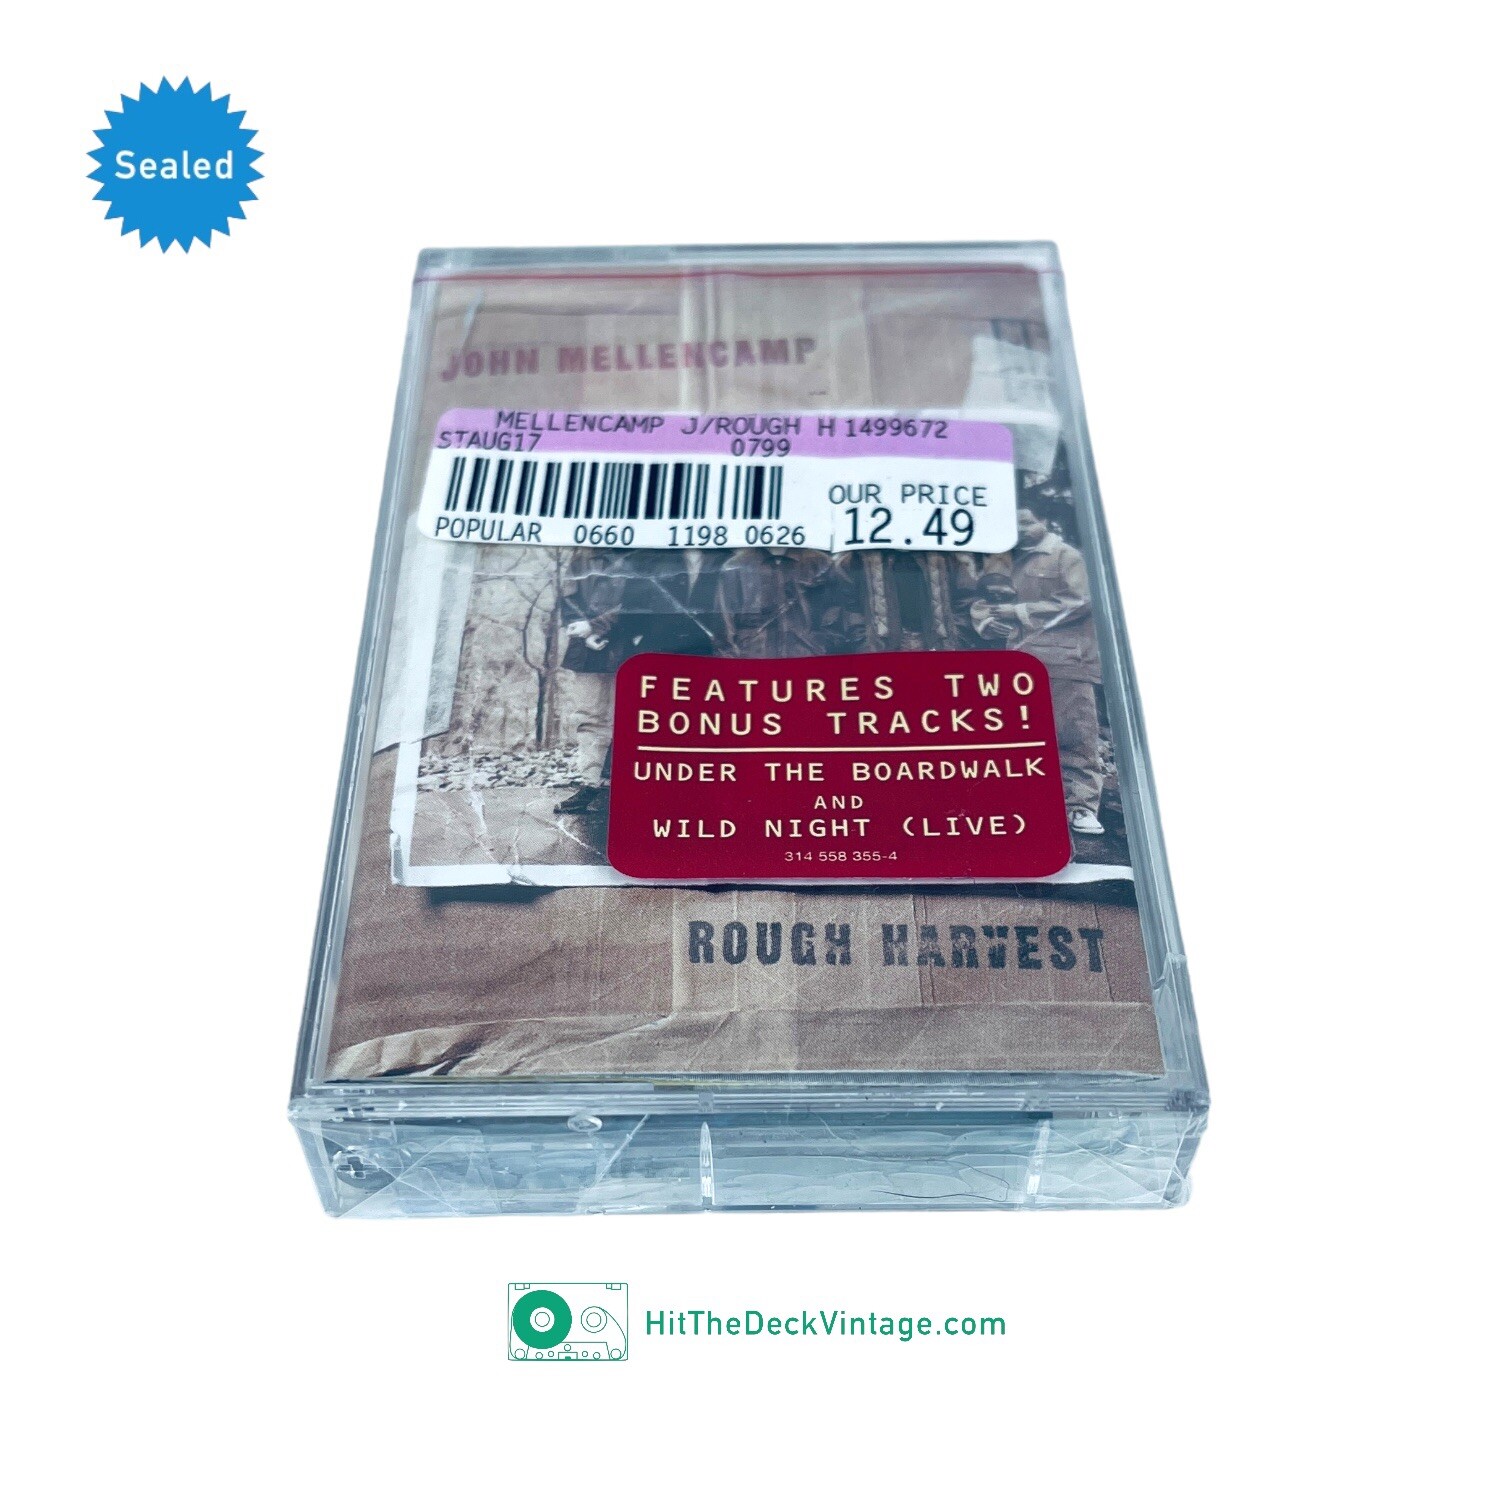 Sealed
JOHN MELLENCAMP
MELLENCAMP J/ROUGH H 1499672
STAUG17 0799
OUR PRICE
12.49
POPULAR 0660 1198 0626
FEATURES TWO
BONUS TRACKS!
UNDER THE BOARDWALK
AND
WILD NIGHT (LIVE)
314 558 355-4
ROUGH HARVEST
HitTheDeckVintage.com